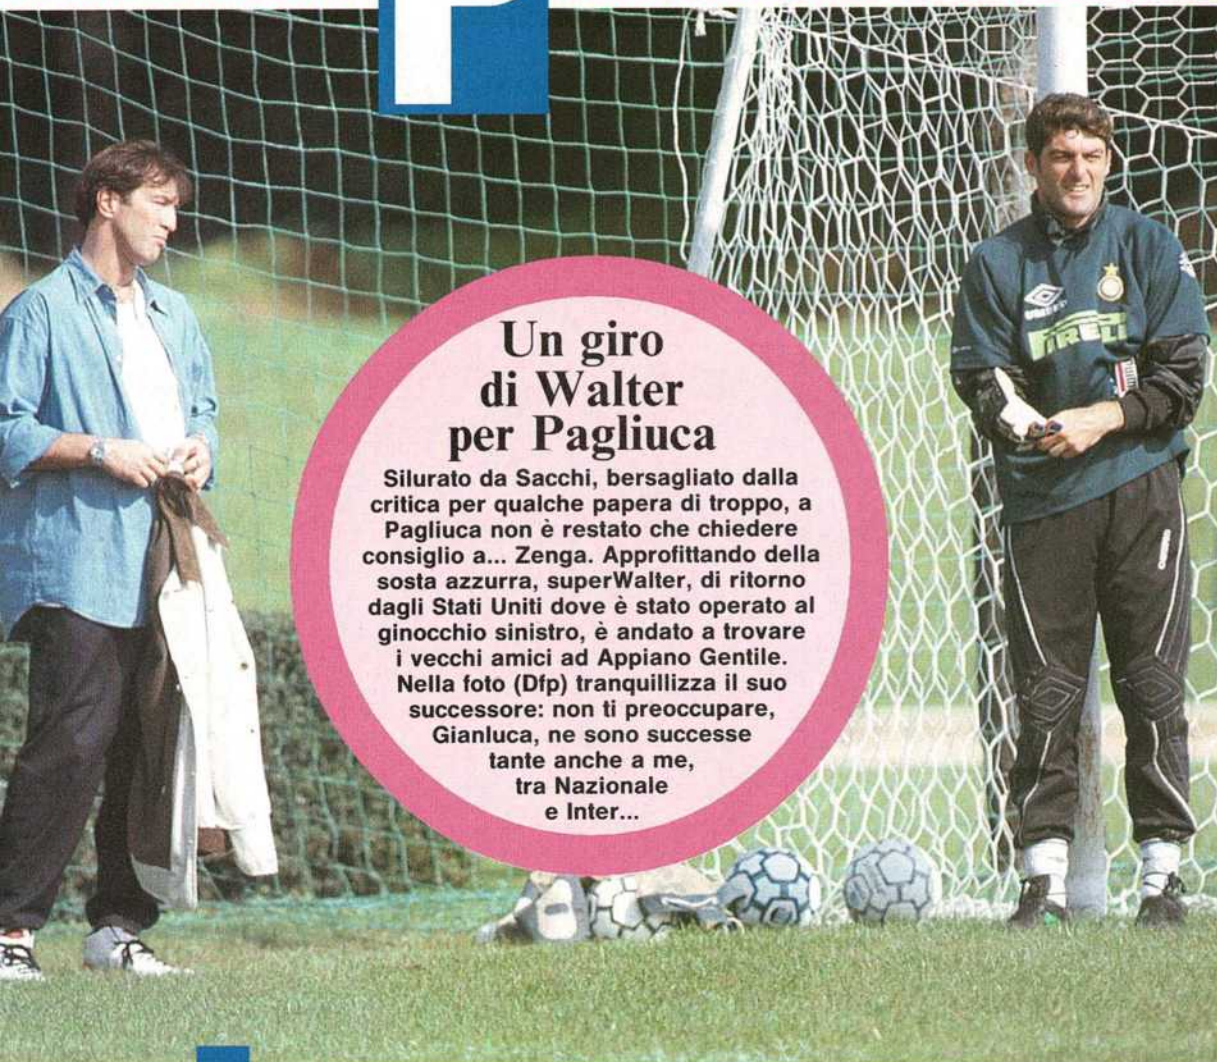 P
Un giro
di Walter
per Pagliuca
Silurato da Sacchi, bersagliato dalla
critica per qualche papera di troppo, a
Pagliuca non è restato che chiedere
consiglio a... Zenga. Approfittando della
sosta azzurra, superWalter, di ritorno
dagli Stati Uniti dove è stato operato al
ginocchio sinistro, è andato a trovare
i vecchi amici ad Appiano Gentile.
Nella foto (Dfp) tranquillizza il suo
successore: non ti preoccupare,
Gianluca, ne sono successe
tante anche a me,
tra Nazionale
e Inter...
UMBRO
PIRELLI